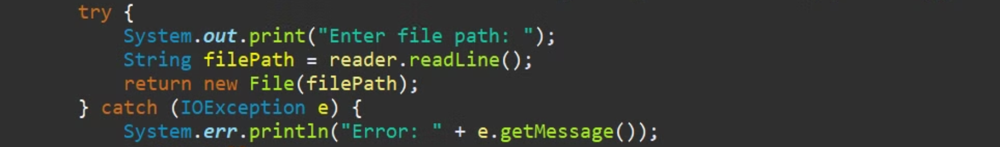 try {
System.out.print("Enter file path: ");
String filePath = reader.readLine();
return new File(filePath);
} catch (IOException e) {
System.err.println("Error: " + e.getMessage());